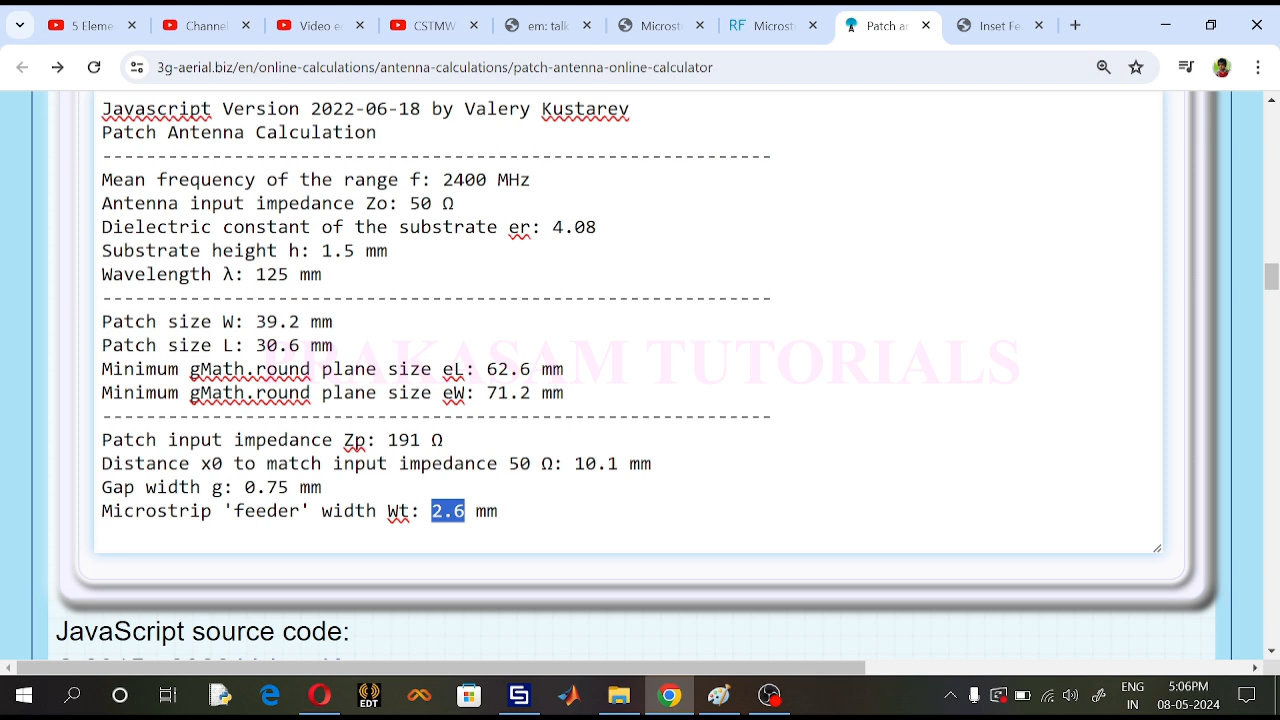 5 Eleme
Channel
Video e
CSTMW
em: talk
Microst
RF Microst
Patch ar
Inset Fe
3g-aerial.biz/en/online-calculations/antenna-calculations/patch-antenna-online-calculator
Javascript Version 2022-06-18 by Valery Kustarev
Patch Antenna Calculation
-------------------------------------------------------------
Mean frequency of the range f: 2400 MHz
Antenna input impedance Zo: 50 Ω
Dielectric constant of the substrate er: 4.08
Substrate height h: 1.5 mm
Wavelength λ: 125 mm
-------------------------------------------------------------
Patch size W: 39.2 mm
Patch size L: 30.6 mm
PRAKASAM TUTORIALS
Minimum gMath.round plane size eL: 62.6 mm
Minimum gMath.round plane size eW: 71.2 mm
-------------------------------------------------------------
Patch input impedance Zp: 191 Ω
Distance x0 to match input impedance 50 Ω: 10.1 mm
Gap width g: 0.75 mm
Microstrip 'feeder' width Wt: 2.6 mm
JavaScript source code:
EDT
S
ENG
IN
5:06PM
08-05-2024